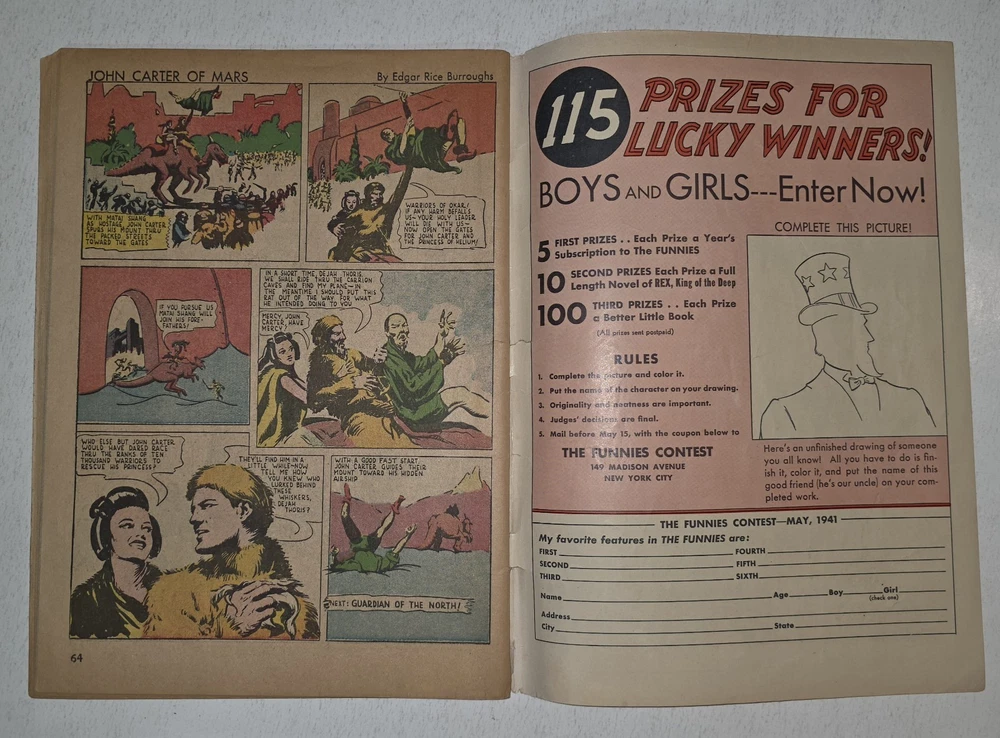 JOHN CARTER OF MARS
By Edgar Rice Burroughs
WITH MATAI SHANG
AS HOSTAGE JOHN CARTER
SPURS HIS MOUNT THRU
THE PACKED STREETS
TOWARD THE GATES
WARRIORS OF OKAR!
IF ANY HARM BEFALLS
US—YOUR HOLY LEADER
WILL DIE WITH US—
NOW OPEN THE GATES
FOR JOHN CARTER AND
THE PRINCESS OF HELIUM!
IF YOU PURSUE US
MATAI SHANG WILL
JOIN HIS FORE-
FATHERS!
IN A SHORT TIME, DEJAH THORIS,
WE SHALL RIDE THRU THE CARRION
CAVES AND FIND MY PLANE—IN
THE MEANTIME I SHOULD PUT THIS
RAT OUT OF THE WAY FOR WHAT
HE INTENDED DOING TO YOU
MERCY, JOHN
CARTER, HAVE
MERCY!
WHO ELSE BUT JOHN CARTER
WOULD HAVE DARED RACE
THRU THE RANKS OF TEN
THOUSAND WARRIORS TO
RESCUE HIS PRINCESS?
THEY'LL FIND HIM IN A
LITTLE WHILE—NOW
TELL ME HOW
YOU KNEW WHO
LURKED BEHIND
THESE
WHISKERS,
DEJAH
THORIS?
WITH A GOOD FAST START,
JOHN CARTER GUIDES THEIR
MOUNT TOWARD HIS HIDDEN
AIRSHIP
NEXT: GUARDIAN OF THE NORTH!
64
115 PRIZES FOR
LUCKY WINNERS!
BOYS AND GIRLS---Enter Now!
5 FIRST PRIZES . . Each Prize a Year's
Subscription to The FUNNIES
10 SECOND PRIZES Each Prize a Full
Length Novel of REX, King of the Deep
100 THIRD PRIZES . . Each Prize
a Better Little Book
(All prizes sent postpaid)
RULES
1. Complete the picture and color it.
2. Put the name of the character on your drawing.
3. Originality and neatness are important.
4. Judges' decisions are final.
5. Mail before May 15, with the coupon below to
THE FUNNIES CONTEST
149 MADISON AVENUE
NEW YORK CITY
COMPLETE THIS PICTURE!
Here's an unfinished drawing of someone
you all know! All you have to do is fin-
ish it, color it, and put the name of this
good friend (he's our uncle) on your com-
pleted work.
THE FUNNIES CONTEST—MAY, 1941
My favorite features in THE FUNNIES are:
FIRST FOURTH
SECOND FIFTH
THIRD SIXTH
Name Age Boy Girl
(check one)
Address
City State